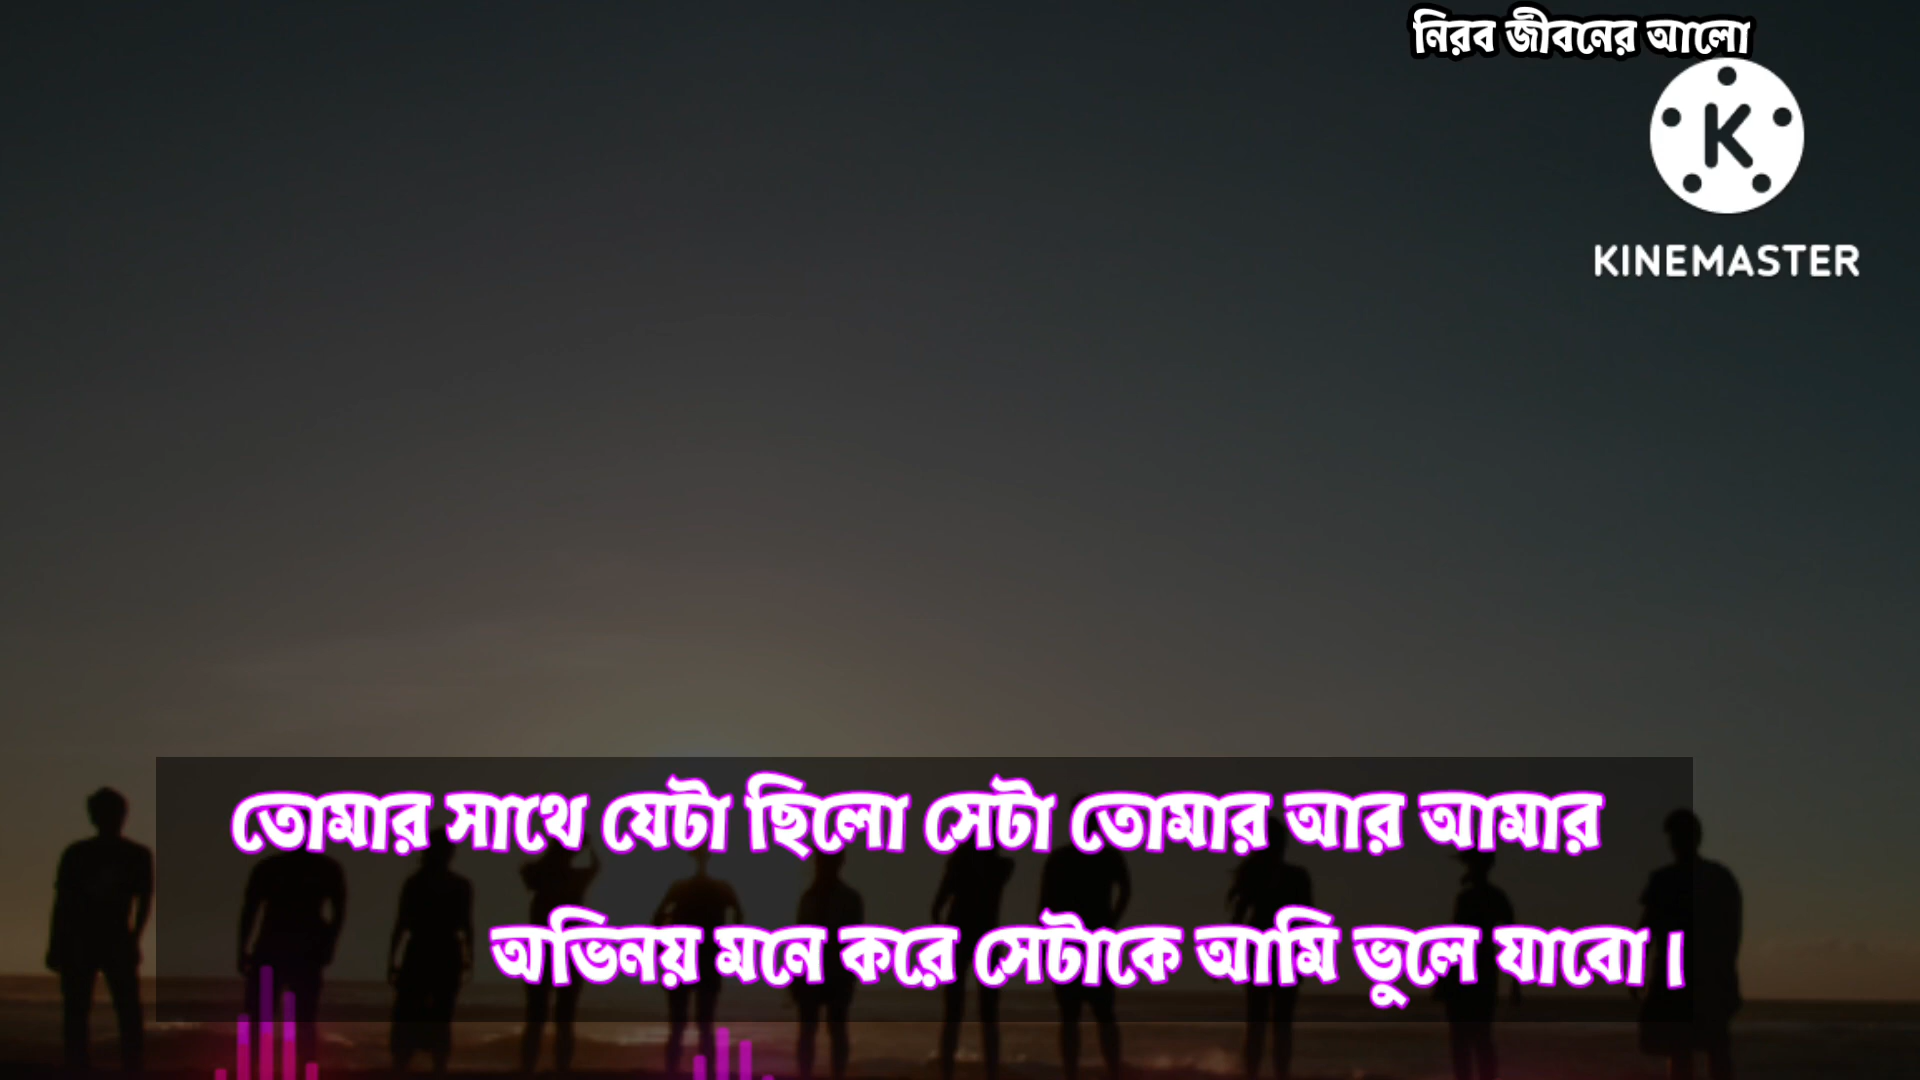 নিরব জীবনের আলো
K
KINEMASTER
তোমার সাথে যেটা ছিলো সেটা তোমার আর আমার
অভিনয় মনে করে সেটাকে আমি ভুলে যাবো।